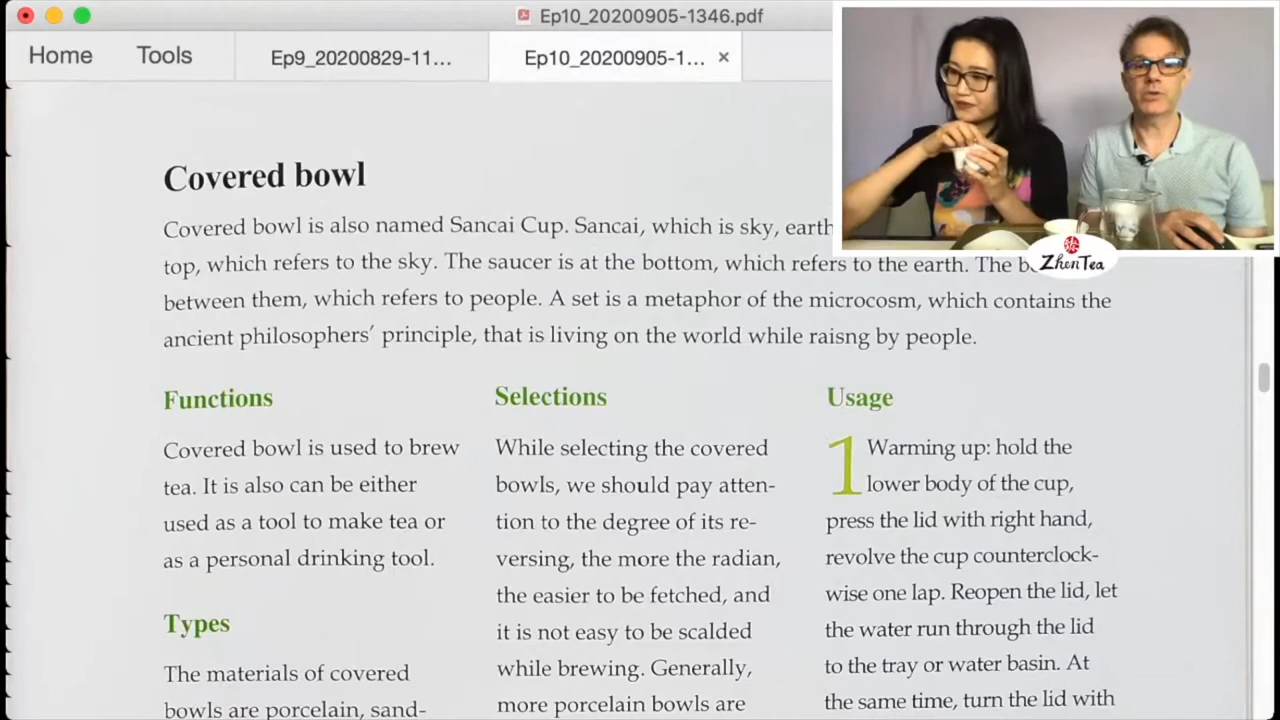 Ep10_20200905-1346.pdf
Home
Tools
Ep9_20200829-11...
Ep10_20200905-1...
ZhenTea
Covered bowl
Covered bowl is also named Sancai Cup. Sancai, which is sky, earth
top, which refers to the sky. The saucer is at the bottom, which refers to the earth. The
between them, which refers to people. A set is a metaphor of the microcosm, which contains the
ancient philosophers' principle, that is living on the world while raisng by people.
Functions
Covered bowl is used to brew
tea. It is also can be either
used as a tool to make tea or
as a personal drinking tool.
Types
The materials of covered
bowls are porcelain, sand-
Selections
While selecting the covered
bowls, we should pay atten-
tion to the degree of its re-
versing, the more the radian,
the easier to be fetched, and
it is not easy to be scalded
while brewing. Generally,
more porcelain bowls are
Usage
1 Warming up: hold the
lower body of the cup,
press the lid with right hand,
revolve the cup counterclock-
wise one lap. Reopen the lid, let
the water run through the lid
to the tray or water basin. At
the same time, turn the lid with